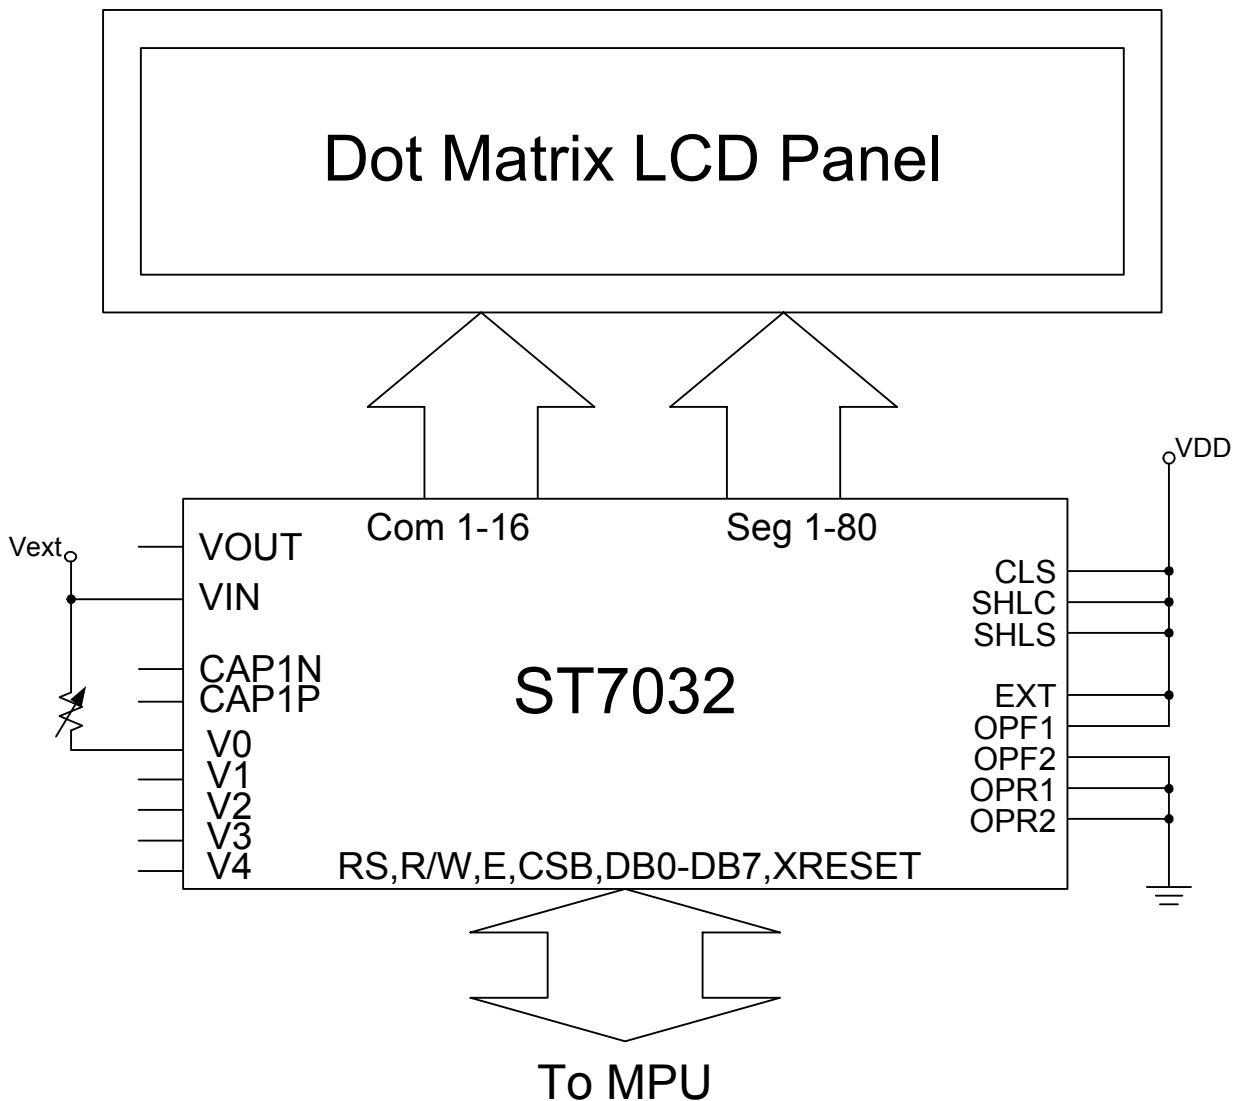 Dot Matrix LCD Panel
VDD
Com 1-16
Seg 1-80
Vext
VOUT
VIN
CAP1N
CAP1P
V0
V1
V2
V3
V4
ST7032
CLS
SHLC
SHLS
EXT
OPF1
OPF2
OPR1
OPR2
RS,R/W,E,CSB,DB0-DB7,XRESET
To MPU